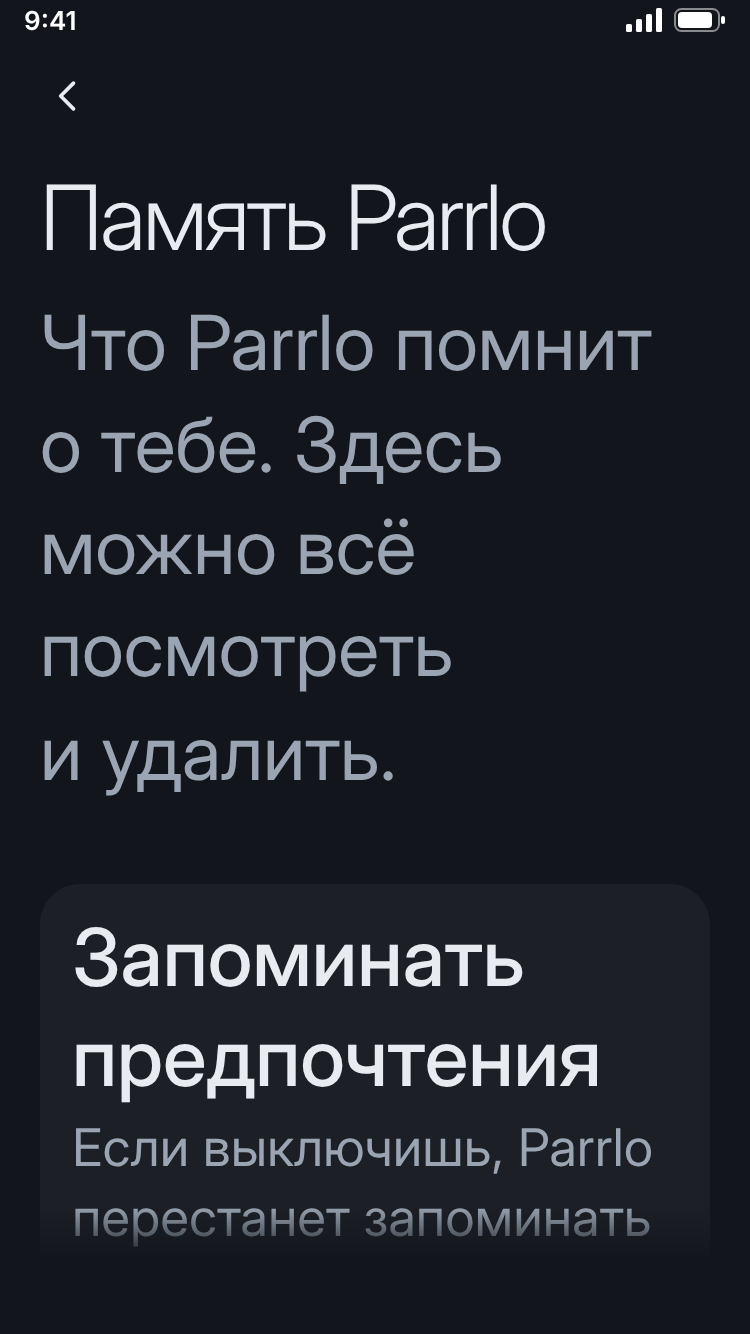 9:41
Память Parrlo
Что Parrlo помнит
о тебе. Здесь
можно всё
посмотреть
и удалить.
Запоминать
предпочтения
Если выключишь, Parrlo
перестанет запоминать